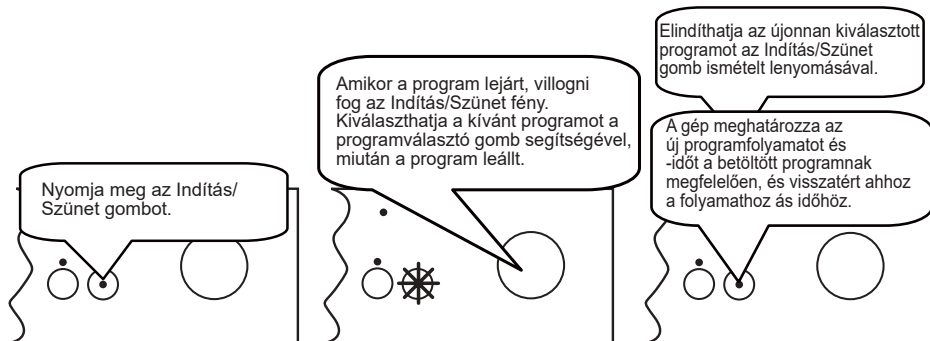 Nyomja meg az Indítás/
Szünet gombot.
Amikor a program lejárt, villogni
fog az Indítás/Szünet fény.
Kiválaszthatja a kívánt programot a
programválasztó gomb segítségével,
miután a program leállt.
Elindíthatja az újonnan kiválasztott
programot az Indítás/Szünet
gomb ismételt lenyomásával.
A gép meghatározza az
új programfolyamatot és
-időt a betöltött programnak
megfelelően, és visszatért ahhoz
a folyamathoz ás időhöz.